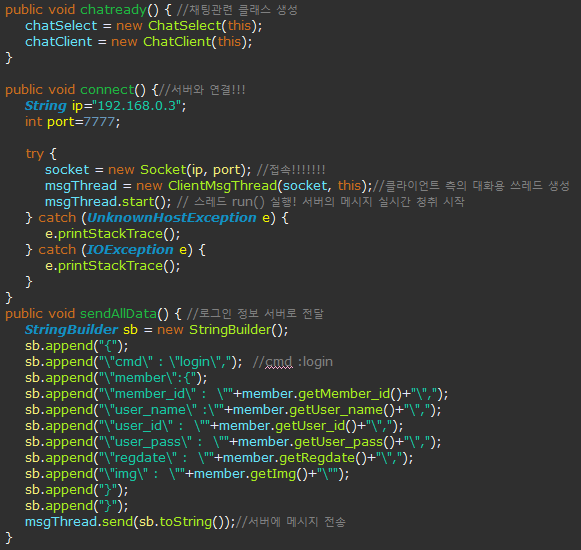 public void chatready() { //채팅관련 클래스 생성
chatSelect = new ChatSelect(this);
chatClient = new ChatClient(this);
}
public void connect() {//서버와 연결!!!
String ip="192.168.0.3";
int port=7777;
try {
socket = new Socket(ip, port); //접속!!!!!!!
msgThread = new ClientMsgThread(socket, this);//클라이언트 측의 대화용 쓰레드 생성
msgThread.start(); // 스레드 run() 실행! 서버의 메시지 실시간 청취 시작
} catch (UnknownHostException e) {
e.printStackTrace();
} catch (IOException e) {
e.printStackTrace();
}
}
public void sendAllData() { //로그인 정보 서버로 전달
StringBuilder sb = new StringBuilder();
sb.append("{");
sb.append("\"cmd\" : \"login\",");  //cmd :login
sb.append("\"member\":{");
sb.append("\"member_id\" :  \""+member.getMember_id()+"\",");
sb.append("\"user_name\" :\""+member.getUser_name()+"\",");
sb.append("\"user_id\" :  \""+member.getUser_id()+"\",");
sb.append("\"user_pass\" :  \""+member.getUser_pass()+"\",");
sb.append("\"regdate\" :  \""+member.getRegdate()+"\",");
sb.append("\"img\" :  \""+member.getImg()+"\"");
sb.append("}");
sb.append("}");
msgThread.send(sb.toString());//서버에 메시지 전송
}